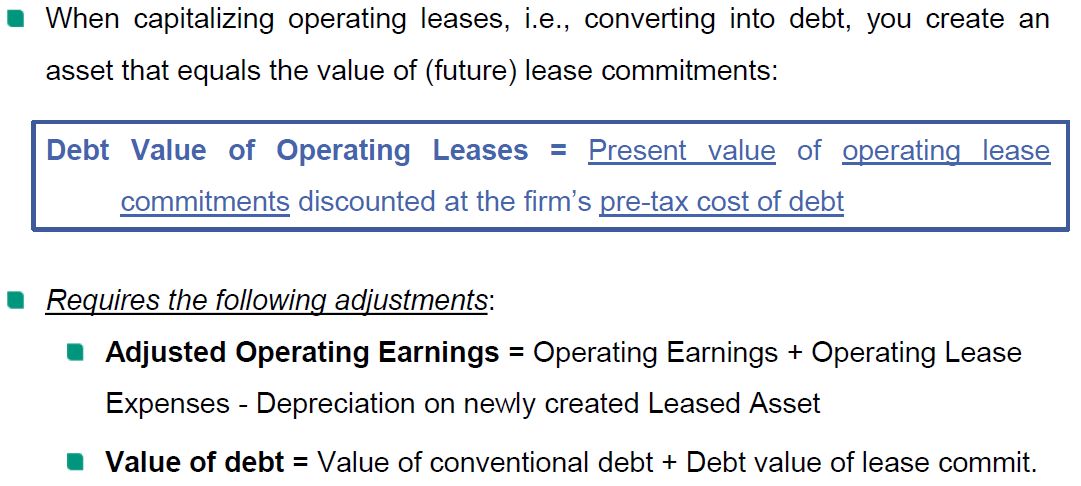 When capitalizing operating leases, i.e., converting into debt, you create an
asset that equals the value of (future) lease commitments:
Debt Value of Operating Leases = Present value of operating lease
commitments discounted at the firm's pre-tax cost of debt
Requires the following adjustments:
Adjusted Operating Earnings = Operating Earnings + Operating Lease
Expenses - Depreciation on newly created Leased Asset
Value of debt = Value of conventional debt + Debt value of lease commit.